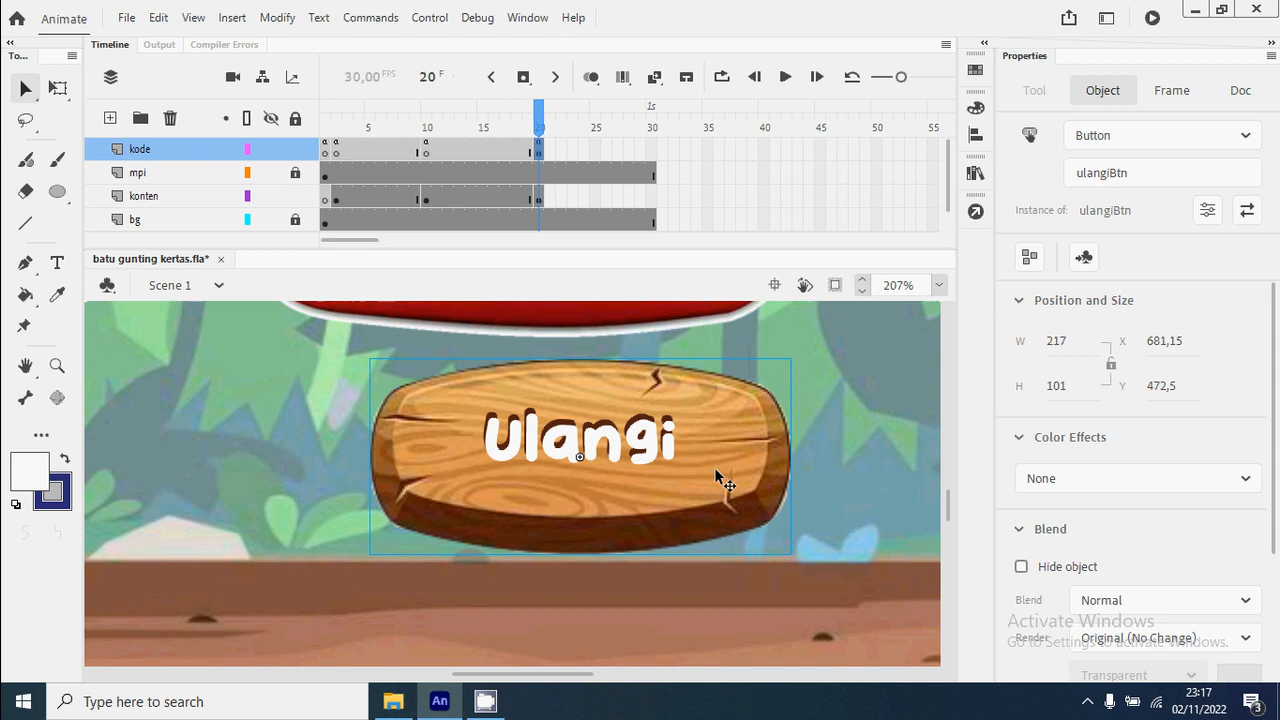 Animate
File Edit View Insert Modify Text Commands Control Debug Window Help
To...
Timeline Output Compiler Errors
30,00 FPS 20 F
1s
5 10 15 20 25 30 35 40 45 50 55
kode
mpi
konten
bg
batu gunting kertas.fla*
Scene 1
207%
Ulangi
Properties
Tool Object Frame Doc
Button
ulangiBtn
Instance of: ulangiBtn
Position and Size
W 217 X 681,15
H 101 Y 472,5
Color Effects
None
Blend
Hide object
Blend Normal
Render Original (No Change)
Transparent
Activate Windows
Go to Settings to activate Windows.
Type here to search
An
23:17
02/11/2022
3